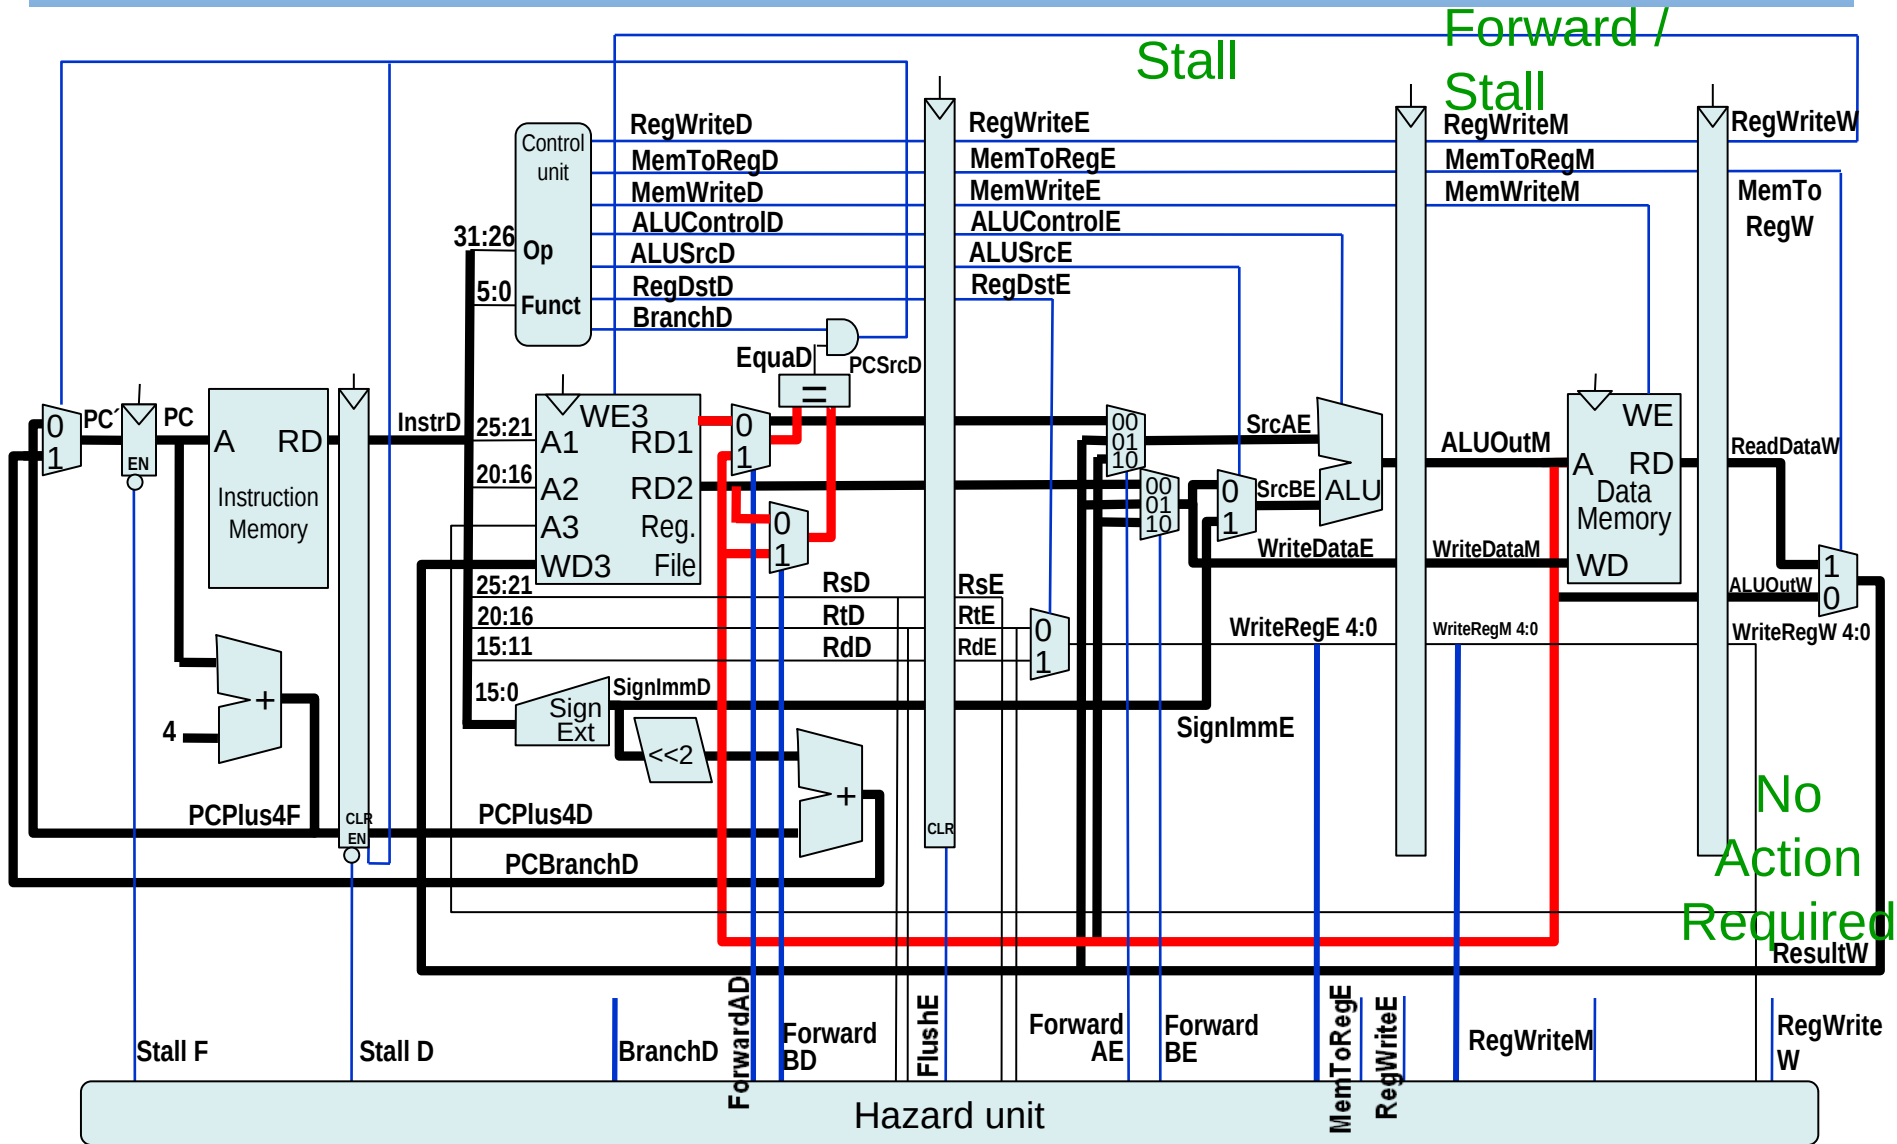 Forward /
Stall
Stall
RegWriteD
RegWriteE
RegWriteM
RegWriteW
Control
unit
MemToRegD
MemToRegE
MemToRegM
MemWriteD
MemWriteE
MemWriteM
MemTo
RegW
ALUControlD
ALUControlE
31:26
Op
ALUSrcD
ALUSrcE
5:0
Funct
RegDstD
RegDstE
BranchD
EquaD
PCSrcD
=
0
1
PC´
PC
EN
A
RD
Instruction
Memory
InstrD
25:21
20:16
WE3
A1
RD1
A2
RD2
A3
Reg.
WD3
File
0
1
0
1
00
01
10
00
01
10
SrcAE
0
1
SrcBE
ALU
ALUOutM
WE
A
RD
Data
Memory
WD
ReadDataW
WriteDataE
WriteDataM
1
0
ALUOutW
25:21
RsD
RsE
20:16
RtD
RtE
15:11
RdD
RdE
0
1
WriteRegE 4:0
WriteRegM 4:0
WriteRegW 4:0
15:0
Sign
Ext
SignImmD
SignImmE
<<2
+
4
+
PCPlus4F
CLR
EN
PCPlus4D
CLR
PCBranchD
No
Action
Required
ResultW
Stall F
Stall D
BranchD
ForwardAD
Forward
BD
FlushE
Forward
AE
Forward
BE
MemToRegE
RegWriteE
RegWriteM
RegWrite
W
Hazard unit